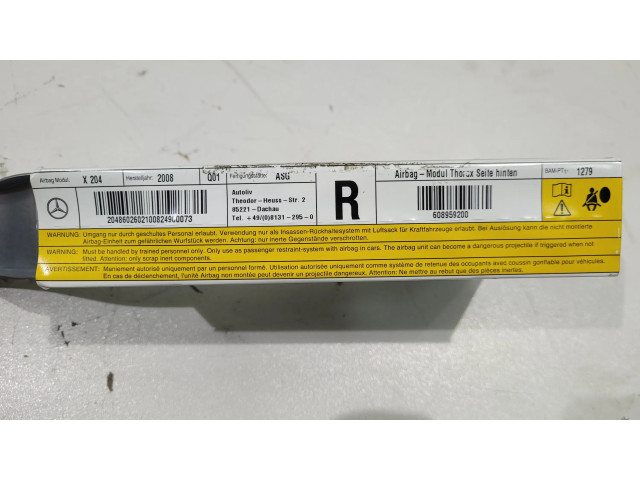 Airbag Modul: X 204 Herstelljahr: 2008 Q01 Fertigungsstätte: ASG
Autoliv
Theodor-Heuss-Str. 2
85221-Dachau
Tel. +49/(0)8131-295-0
R
Airbag-Modul Thorax Seite hinten BAM-PT-: 1279
608959200
WARNUNG: Umgang nur durch geschultes Personal erlaubt. Verwendung nur als Insassen-Rückhaltesystem mit Luftsack für Kraftfahrzeuge erlaubt. Bei Auslösung kann die nicht montierte
Airbag-Einheit zum gefährlichen Wurfstück werden. Achtung: nur inerte Gegenstände verschrotten.
WARNING: Must be handled by trained personnel. Only use as passenger restraint-system with airbag in cars. The airbag unit can become a dangerous projectile if triggered when not
fitted. Attention: only scrap inert components.
AVERTISSEMENT: Maniement autorisé uniquement par un personnel formé. Utilisation autorisée uniquement comme système de retenue des occupants avec coussin gonflable pour véhicules.
En cas de déclenchement, l'unité Airbag non montée peut devenir un projectile dangereux. Attention: Ne mettre au rebut que des pièces inertes.